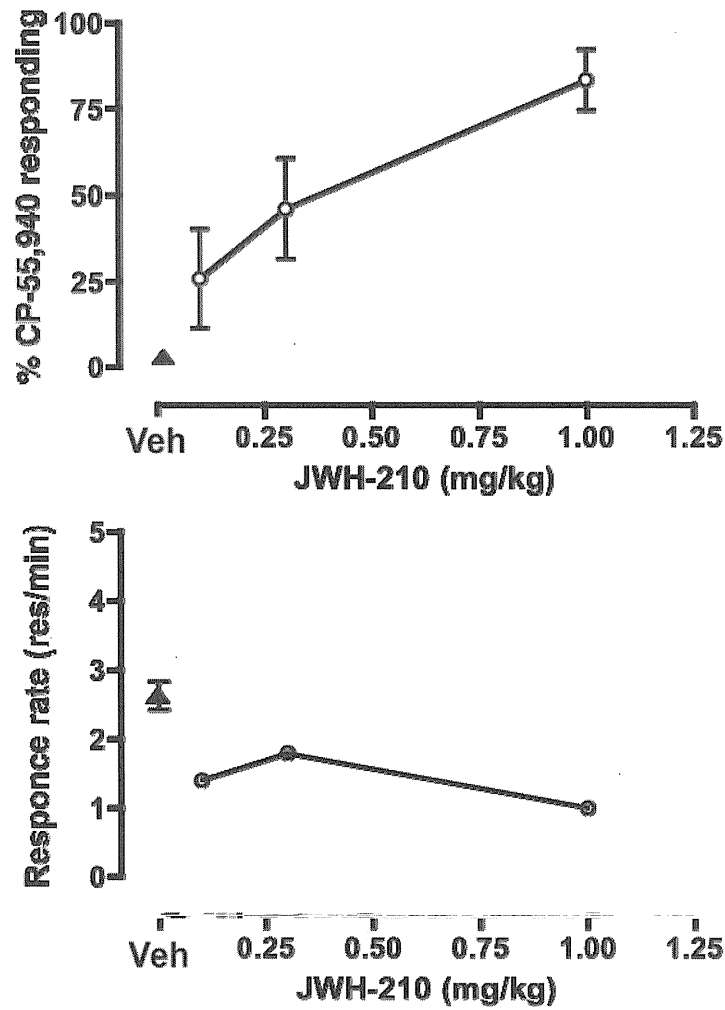 % CP-55,940 responding
100
75
50
25
0
Veh 0.25 0.50 0.75 1.00 1.25
JWH-210 (mg/kg)
Responce rate (res/min)
5
4
3
2
1
0
Veh 0.25 0.50 0.75 1.00 1.25
JWH-210 (mg/kg)